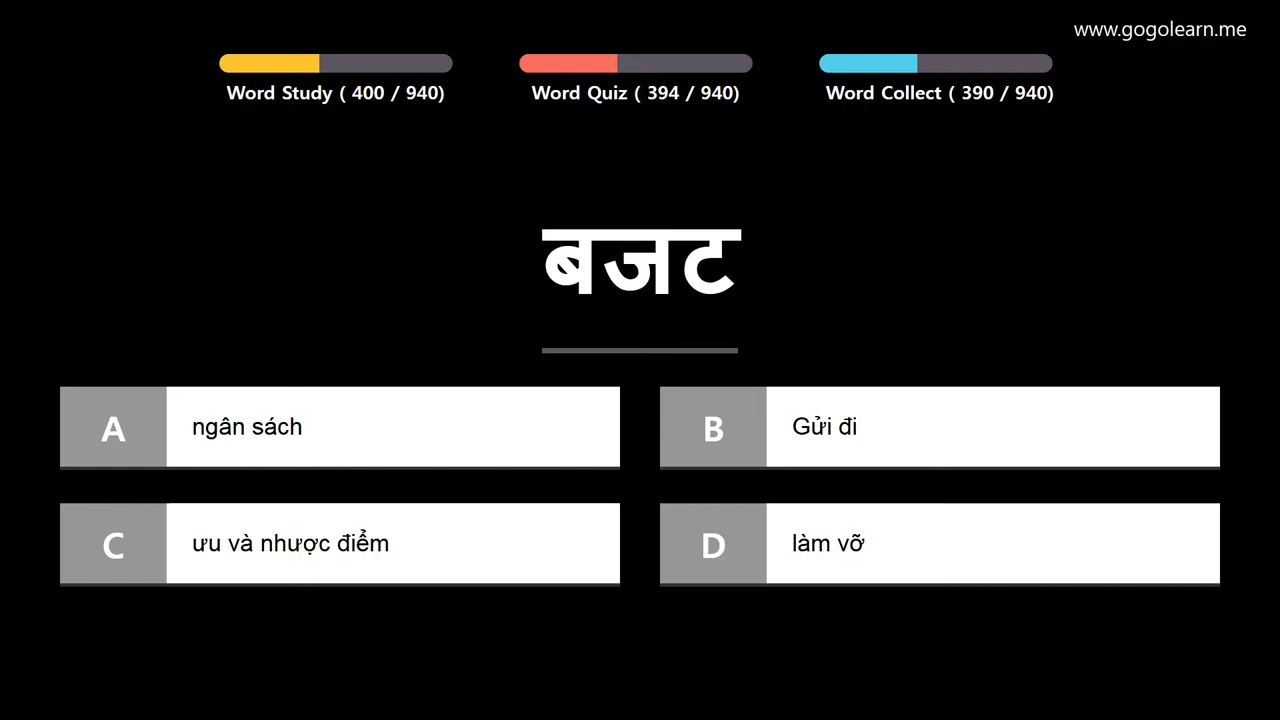 www.gogolearn.me
Word Study ( 400 / 940)
Word Quiz ( 394 / 940)
Word Collect ( 390 / 940)
बजट
A ngân sách
B Gửi đi
C ưu và nhược điểm
D làm vỡ